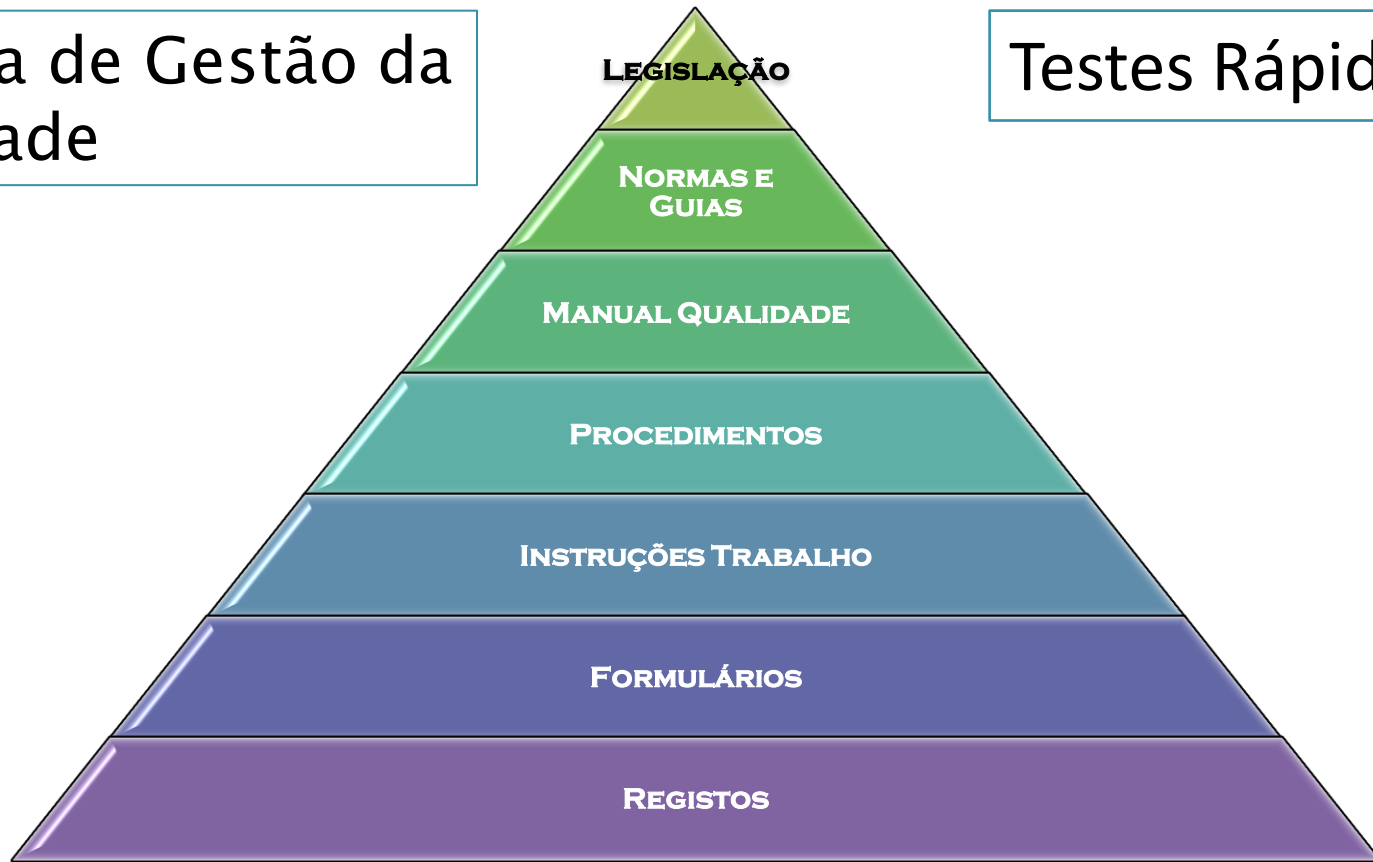 a de Gestão da
ade
Testes Rápid
LEGISLAÇÃO
NORMAS E
GUIAS
MANUAL QUALIDADE
PROCEDIMENTOS
INSTRUÇÕES TRABALHO
FORMULÁRIOS
REGISTOS